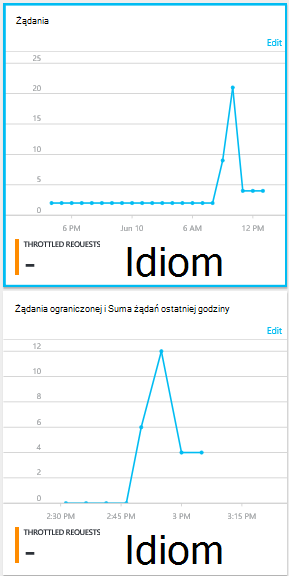 Żądania
Edit
25
20
15
10
5
0
6 PM Jun 10 6 AM 12 PM
THROTTLED REQUESTS
-
Idiom
Żądania ograniczonej i Suma żądań ostatniej godziny
Edit
12
10
8
6
4
2
0
2:30 PM 2:45 PM 3 PM 3:15 PM
THROTTLED REQUESTS
-
Idiom